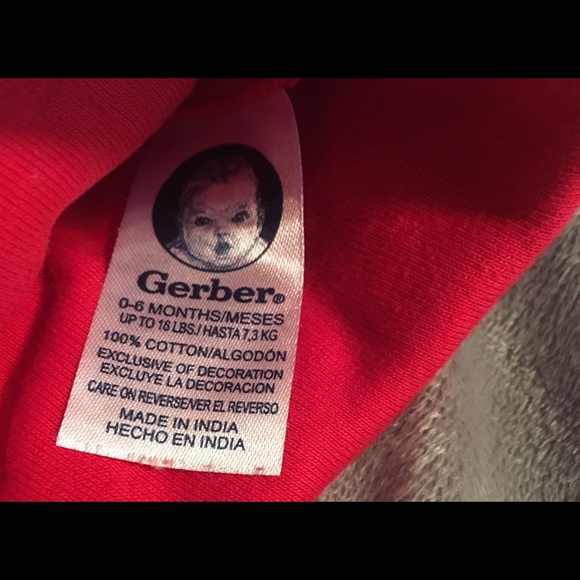 Gerber®
0-6 MONTHS/MESES
UP TO 16 LBS./HASTA 7,3 KG
100% COTTON/ALGODÓN
EXCLUSIVE OF DECORATION
EXCLUYE LA DECORACION
CARE ON REVERSE/VER EL REVERSO
MADE IN INDIA
HECHO EN INDIA